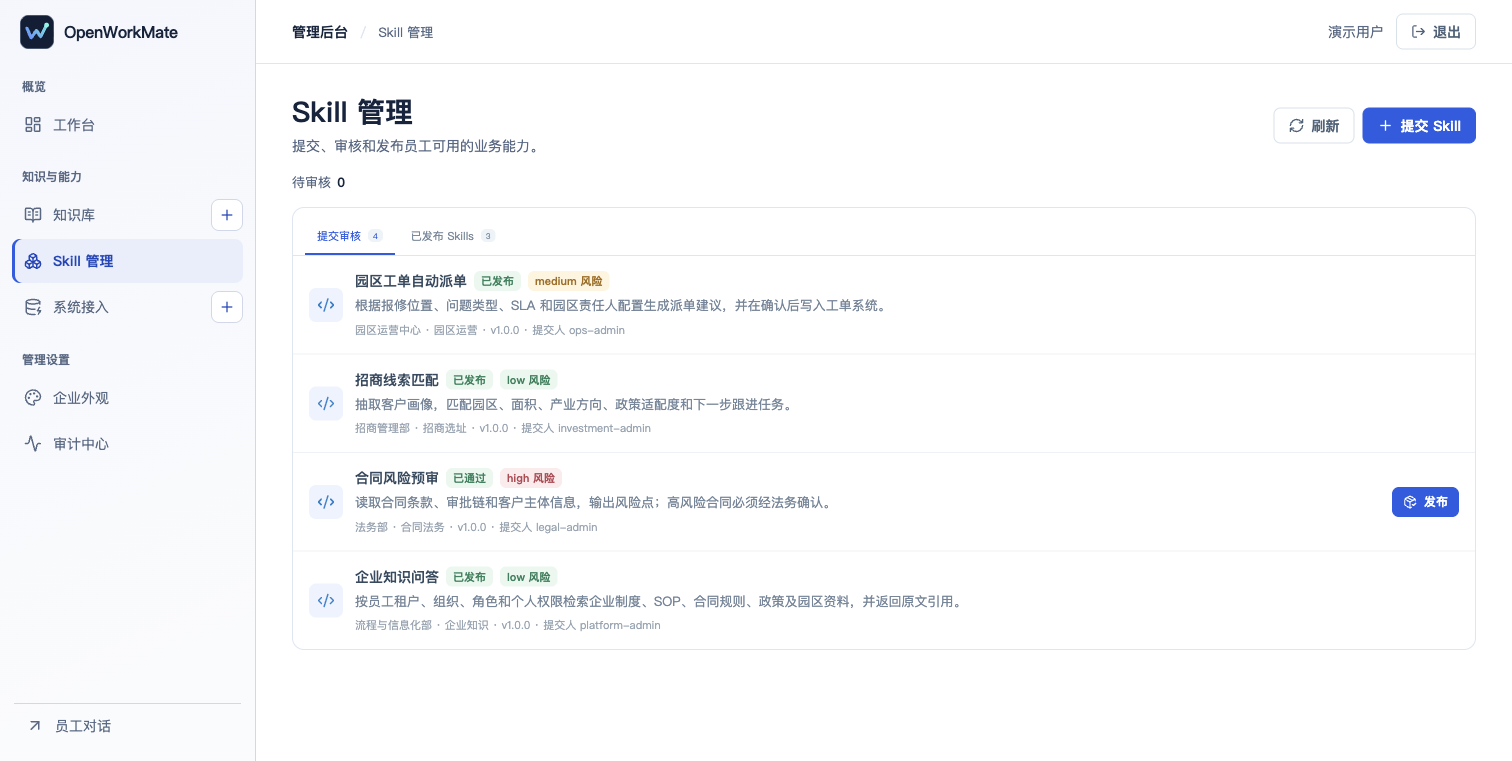 OpenWorkMate
概览
工作台
知识与能力
知识库
Skill 管理
系统接入
管理设置
企业外观
审计中心
员工对话
管理后台 / Skill 管理
演示用户
退出
Skill 管理
提交、审核和发布员工可用的业务能力。
刷新
提交 Skill
待审核 0
提交审核 4
已发布 Skills 3
园区工单自动派单 已发布 medium 风险
根据报修位置、问题类型、SLA 和园区责任人配置生成派单建议，并在确认后写入工单系统。
园区运营中心 · 园区运营 · v1.0.0 · 提交人 ops-admin
招商线索匹配 已发布 low 风险
抽取客户画像，匹配园区、面积、产业方向、政策适配度和下一步跟进任务。
招商管理部 · 招商选址 · v1.0.0 · 提交人 investment-admin
合同风险预审 已通过 high 风险
读取合同条款、审批链和客户主体信息，输出风险点；高风险合同必须经法务确认。
法务部 · 合同法务 · v1.0.0 · 提交人 legal-admin
发布
企业知识问答 已发布 low 风险
按员工租户、组织、角色和个人权限检索企业制度、SOP、合同规则、政策及园区资料，并返回原文引用。
流程与信息化部 · 企业知识 · v1.0.0 · 提交人 platform-admin